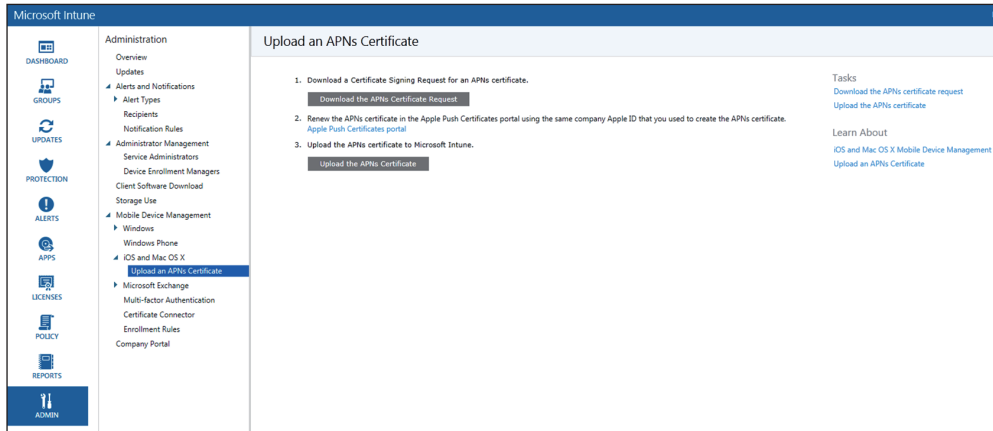 Microsoft Intune
DASHBOARD
GROUPS
UPDATES
PROTECTION
ALERTS
APPS
LICENSES
POLICY
REPORTS
ADMIN
Administration
Overview
Updates
Alerts and Notifications
Alert Types
Recipients
Notification Rules
Administrator Management
Service Administrators
Device Enrollment Managers
Client Software Download
Storage Use
Mobile Device Management
Windows
Windows Phone
iOS and Mac OS X
Upload an APNs Certificate
Microsoft Exchange
Multi-factor Authentication
Certificate Connector
Enrollment Rules
Company Portal
Upload an APNs Certificate
1. Download a Certificate Signing Request for an APNs certificate.
Download the APNs Certificate Request
2. Renew the APNs certificate in the Apple Push Certificates portal using the same company Apple ID that you used to create the APNs certificate.
Apple Push Certificates portal
3. Upload the APNs certificate to Microsoft Intune.
Upload the APNs Certificate
Tasks
Download the APNs certificate request
Upload the APNs certificate
Learn About
iOS and Mac OS X Mobile Device Management
Upload an APNs Certificate